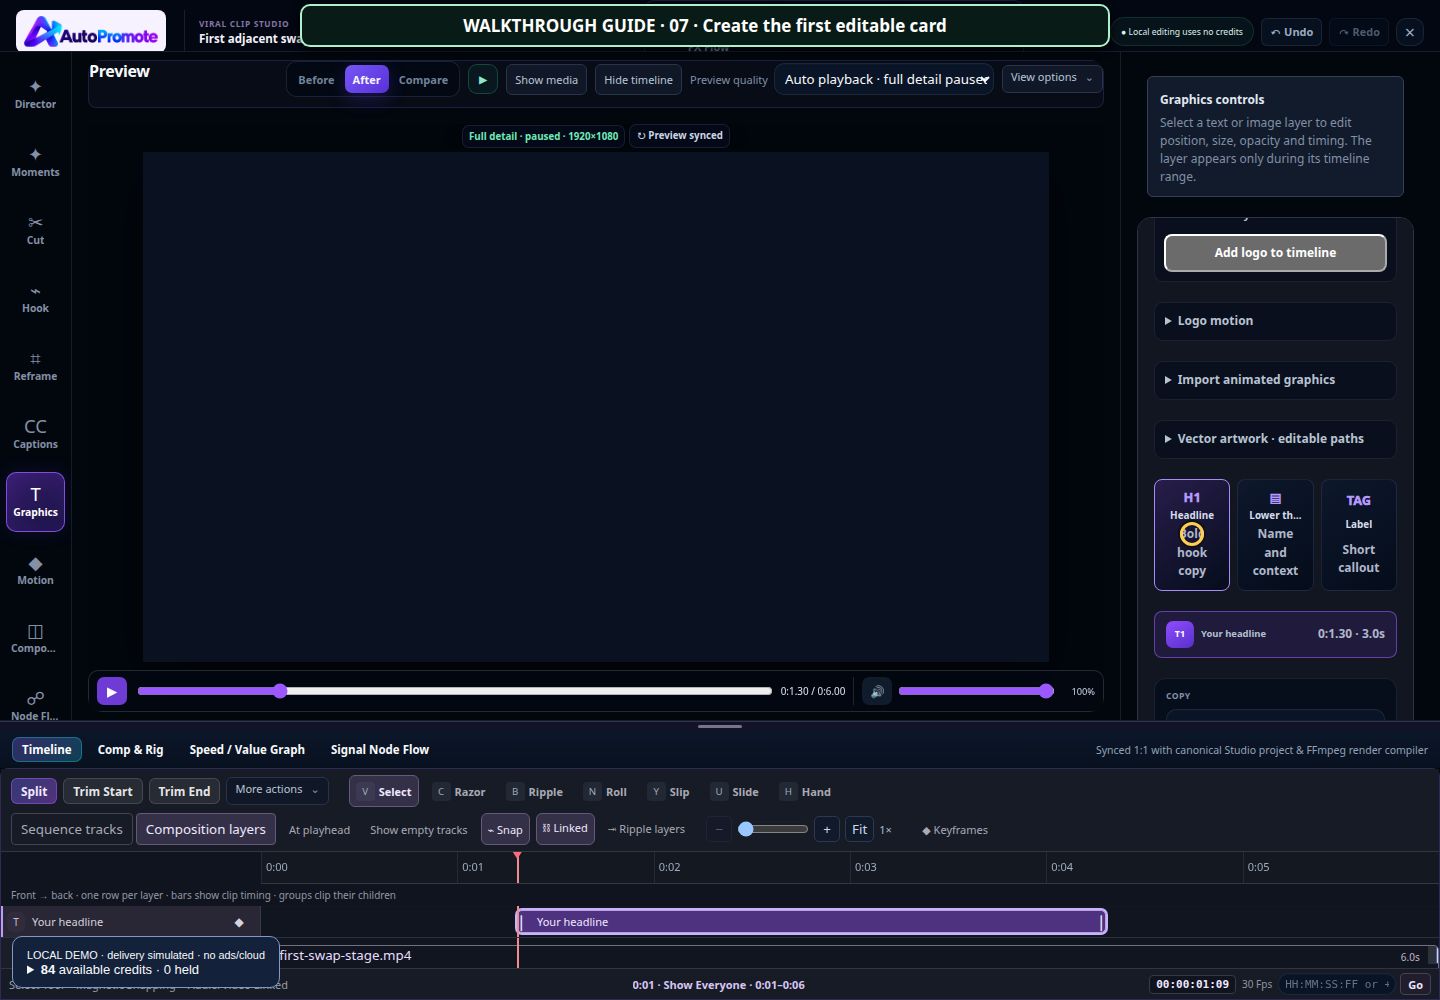 AutoPromote
VIRAL CLIP STUDIO
First adjacent swa
WALKTHROUGH GUIDE · 07 · Create the first editable card
● Local editing uses no credits
↶ Undo
↷ Redo
✕
Preview
Before
After
Compare
▶
Show media
Hide timeline
Preview quality
Auto playback · full detail paused
View options
Full detail · paused · 1920×1080
↻ Preview synced
Director
Moments
Cut
Hook
Reframe
CC
Captions
T
Graphics
Motion
Compo...
Node Fl...
Graphics controls
Select a text or image layer to edit
position, size, opacity and timing. The
layer appears only during its timeline
range.
Add logo to timeline
▶ Logo motion
▶ Import animated graphics
▶ Vector artwork · editable paths
H1
Headline
Bold
hook
copy
Lower th...
Name
and
context
TAG
Label
Short
callout
T1
Your headline
0:1.30 · 3.0s
COPY
0:1.30 / 0:6.00
100%
Timeline
Comp & Rig
Speed / Value Graph
Signal Node Flow
Synced 1:1 with canonical Studio project & FFmpeg render compiler
Split
Trim Start
Trim End
More actions
V Select
C Razor
B Ripple
N Roll
Y Slip
U Slide
H Hand
Sequence tracks
Composition layers
At playhead
Show empty tracks
⌁ Snap
⛓ Linked
⇥ Ripple layers
−
+
Fit
1×
◆ Keyframes
0:00
0:01
0:02
0:03
0:04
0:05
Front → back · one row per layer · bars show clip timing · groups clip their children
T Your headline ◆
Your headline
first-swap-stage.mp4
6.0s
LOCAL DEMO · delivery simulated · no ads/cloud
▶ 84 available credits · 0 held
0:01 · Show Everyone · 0:01–0:06
00:00:01:09
30 Fps
HH:MM:SS:FF or +
Go